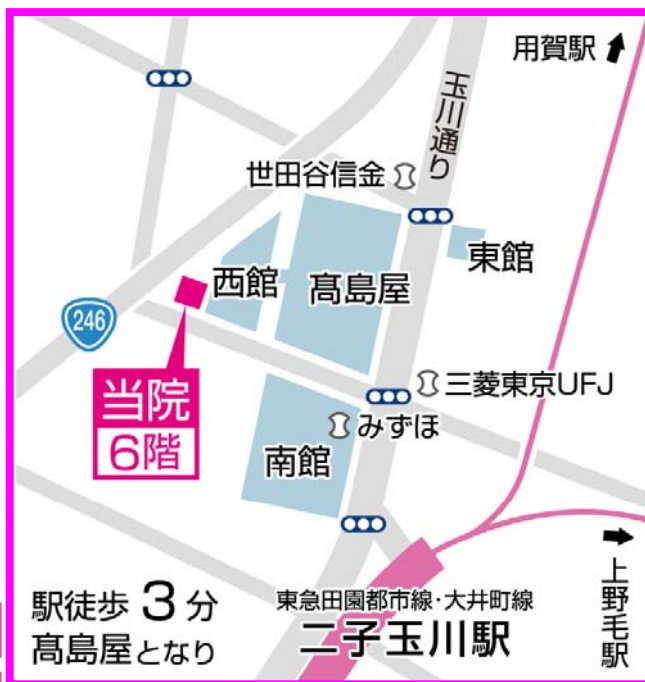 用賀駅
玉川通り
世田谷信金
東館
西館
髙島屋
246
当院
6階
三菱東京UFJ
みずほ
南館
駅徒歩 3 分
髙島屋となり
東急田園都市線・大井町線
二子玉川駅
上野毛駅